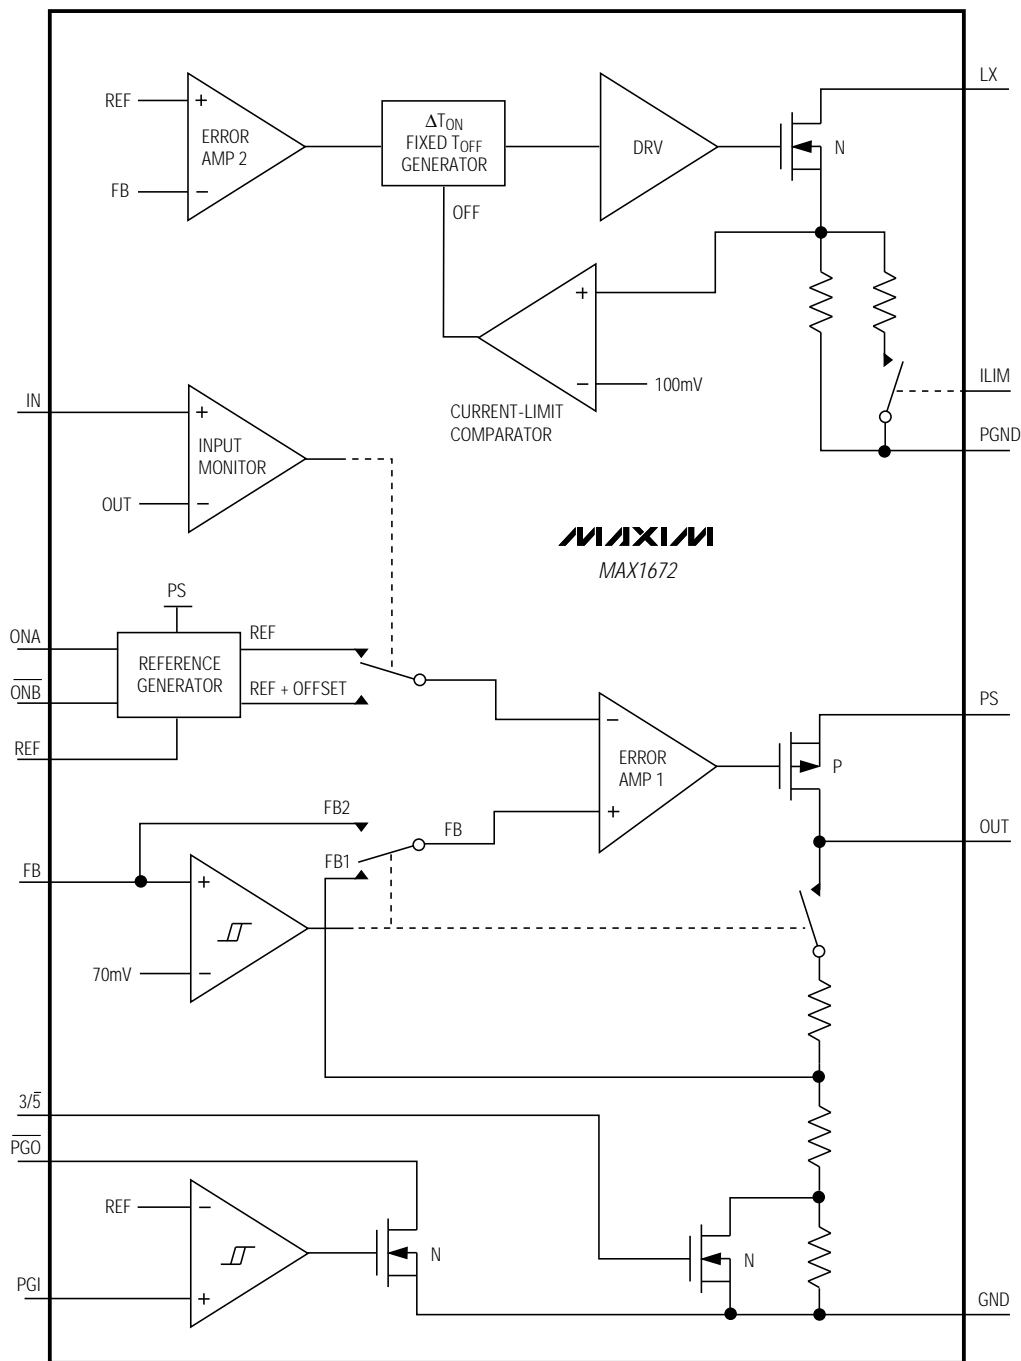 LX
REF
+
ERROR
AMP 2
FB
−
ΔTON
FIXED TOFF
GENERATOR
DRV
N
OFF
+
−
100mV
CURRENT-LIMIT
COMPARATOR
ILIM
PGND
IN
+
INPUT
MONITOR
OUT
−
MAXIM
MAX1672
PS
ONA
ONB
REF
REFERENCE
GENERATOR
REF
REF + OFFSET
−
ERROR
AMP 1
+
P
PS
OUT
FB2
FB
FB1
FB
+
70mV
−
3/5
PGO
REF
−
PGI
+
N
N
GND